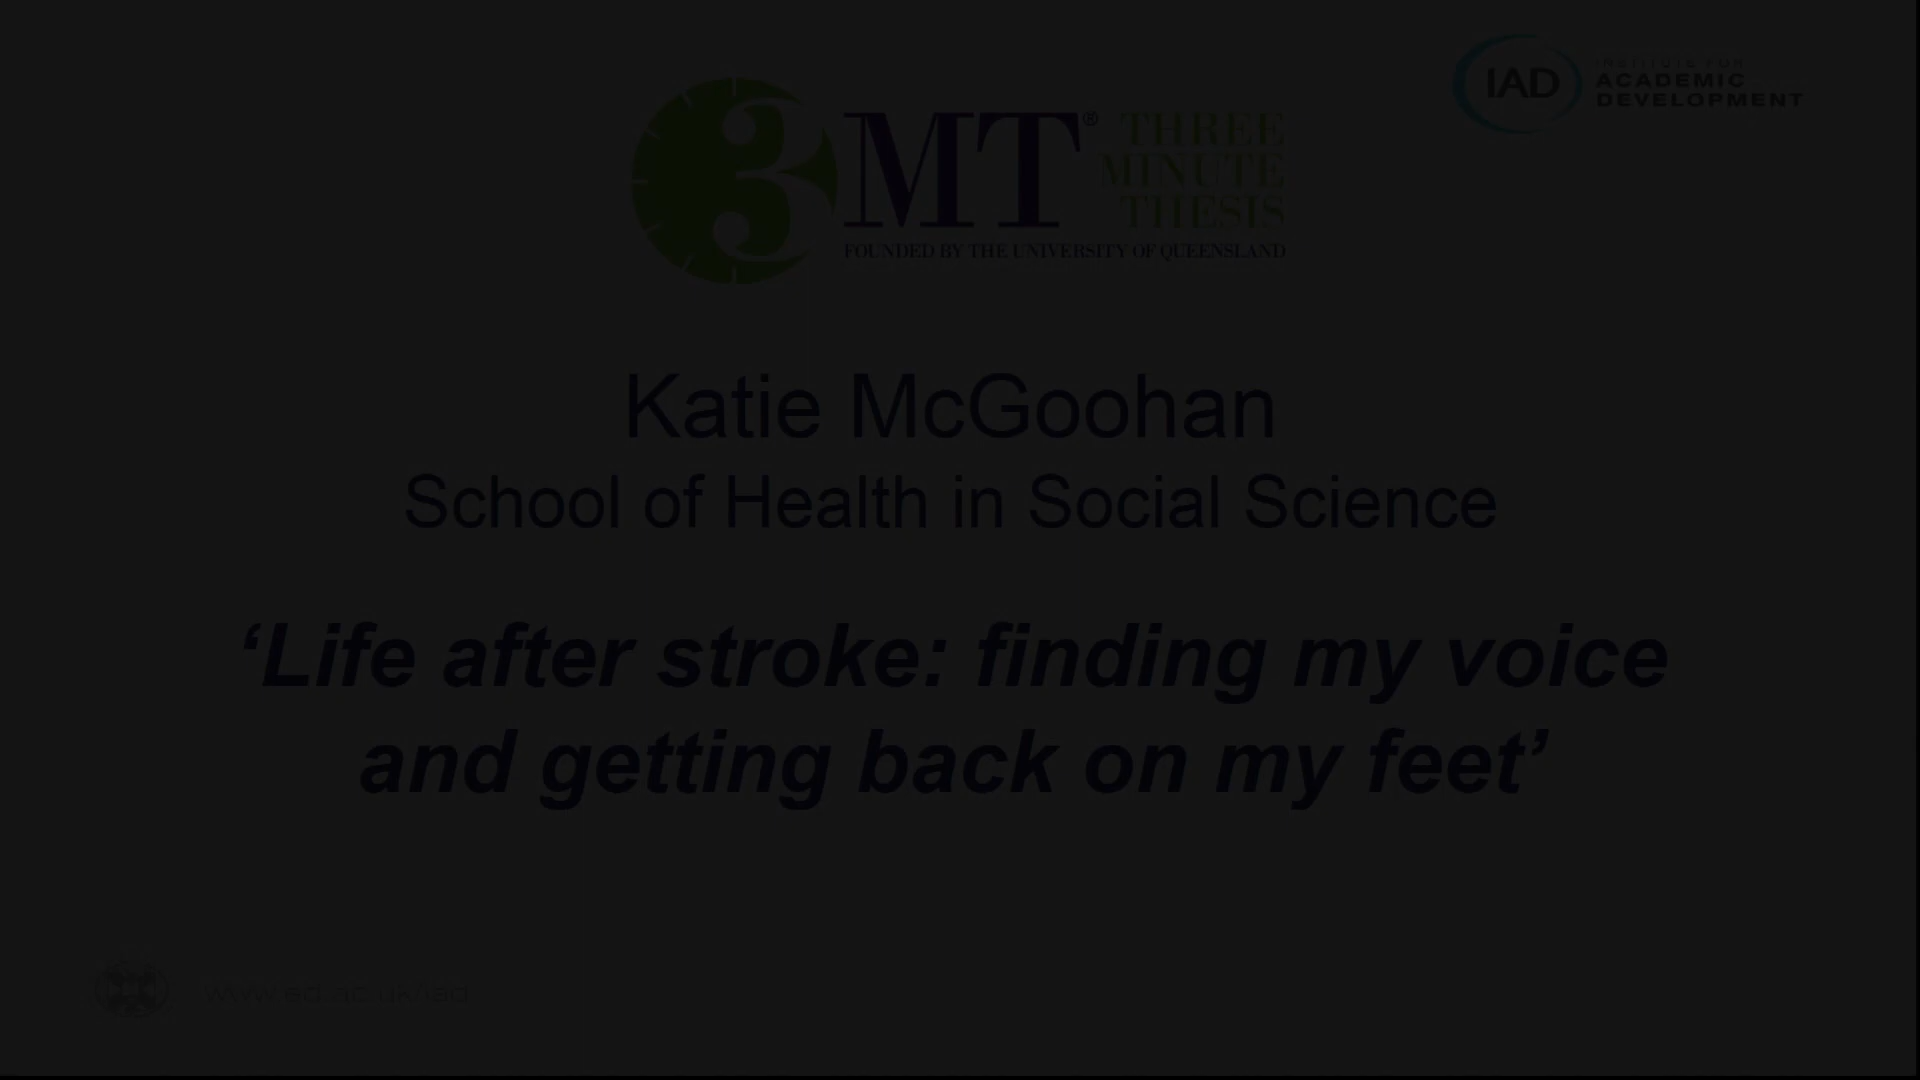 IAD
INSTITUTE FOR
ACADEMIC
DEVELOPMENT
3MT®
THREE
MINUTE
THESIS
FOUNDED BY THE UNIVERSITY OF QUEENSLAND
Katie McGoohan
School of Health in Social Science
‘Life after stroke: finding my voice
and getting back on my feet’
www.ed.ac.uk/iad